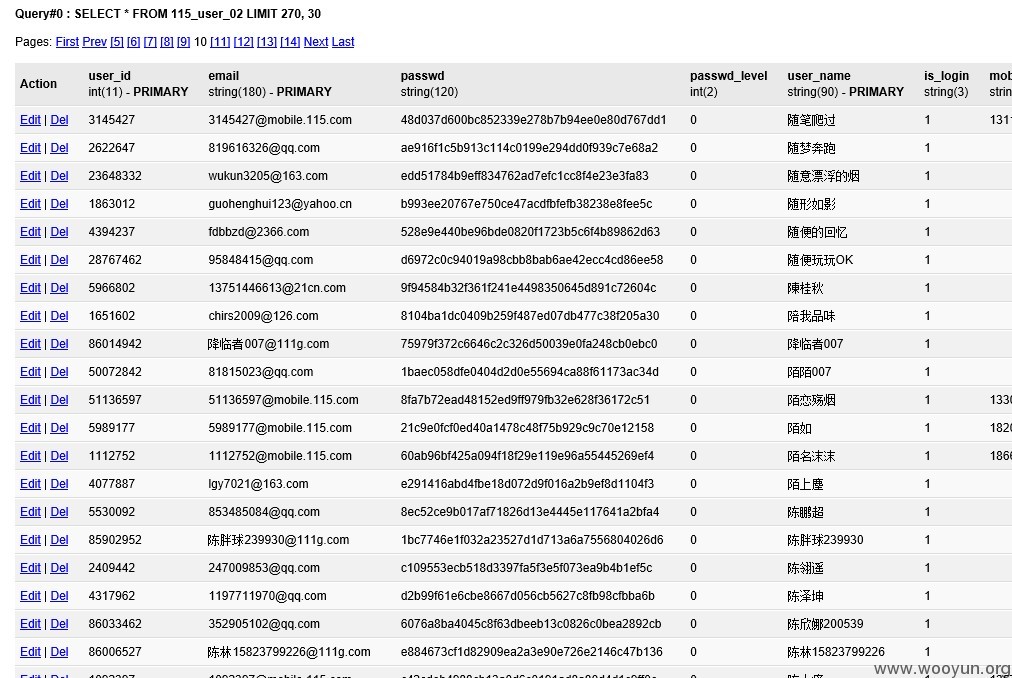 Query#0 : SELECT * FROM 115_user_02 LIMIT 270, 30
Pages: First Prev [5] [6] [7] [8] [9] 10 [11] [12] [13] [14] Next Last
Action user_id email passwd passwd_level user_name is_login mob
int(11) - PRIMARY string(180) - PRIMARY string(120) int(2) string(90) - PRIMARY string(3) strin
Edit | Del 3145427 3145427@mobile.115.com 48d037d600bc852339e278b7b94ee0e80d767dd1 0 随笔爬过 1 131
Edit | Del 2622647 819616326@qq.com ae916f1c5b913c114c0199e294dd0f939c7e68a2 0 随梦奔跑 1
Edit | Del 23648332 wukun3205@163.com edd51784b9eff834762ad7efc1cc8f4e23e3fa83 0 随意漂浮的烟 1
Edit | Del 1863012 guohenghui123@yahoo.cn b993ee20767e750ce47acdfbfefb38238e8fee5c 0 随形如影 1
Edit | Del 4394237 fdbbzd@2366.com 528e9e440be96bde0820f1723b5c6f4b89862d63 0 随便的回忆 1
Edit | Del 28767462 95848415@qq.com d6972c0c94019a98cbb8bab6ae42ecc4cd86ee58 0 随便玩玩OK 1
Edit | Del 5966802 13751446613@21cn.com 9f94584b32f361f241e4498350645d891c72604c 0 陳桂秋 1
Edit | Del 1651602 chirs2009@126.com 8104ba1dc0409b259f487ed07db477c38f205a30 0 陪我品味 1
Edit | Del 86014942 降临者007@111g.com 75979f372c6646c2c326d50039e0fa248cb0ebc0 0 降临者007 1
Edit | Del 50072842 81815023@qq.com 1baec058dfe0404d2d0e55694ca88f61173ac34d 0 陌陌007 1
Edit | Del 51136597 51136597@mobile.115.com 8fa7b72ead48152ed9ff979fb32e628f36172c51 0 陌恋殇烟 1 1330
Edit | Del 5989177 5989177@mobile.115.com 21c9e0fcf0ed40a1478c48f75b929c9c70e12158 0 陌如 1 1820
Edit | Del 1112752 1112752@mobile.115.com 60ab96bf425a094f18f29e119e96a55445269ef4 0 陌名沫沫 1 1866
Edit | Del 4077887 lgy7021@163.com e291416abd4fbe18d072d9f016a2b9ef8d1104f3 0 陌上塵 1
Edit | Del 5530092 853485084@qq.com 8ec52ce9b017af71826d13e4445e117641a2bfa4 0 陈鹏超 1
Edit | Del 85902952 陈胖球239930@111g.com 1bc7746e1f032a23527d1d713a6a7556804026d6 0 陈胖球239930 1
Edit | Del 2409442 247009853@qq.com c109553ecb518d3397fa5f3e5f073ea9b4b1ef5c 0 陈翎遥 1
Edit | Del 4317962 1197711970@qq.com d2b99f61e6cbe8667d056cb5627c8fb98cfbba6b 0 陈泽坤 1
Edit | Del 86033462 352905102@qq.com 6076a8ba4045c8f63dbeeb13c0826c0bea2892cb 0 陈欣娜200539 1
Edit | Del 86006527 陈林15823799226@111g.com e884673cf1d82909ea2a3e90e726e2146c47b136 0 陈林15823799226 1
www.wooyun.org